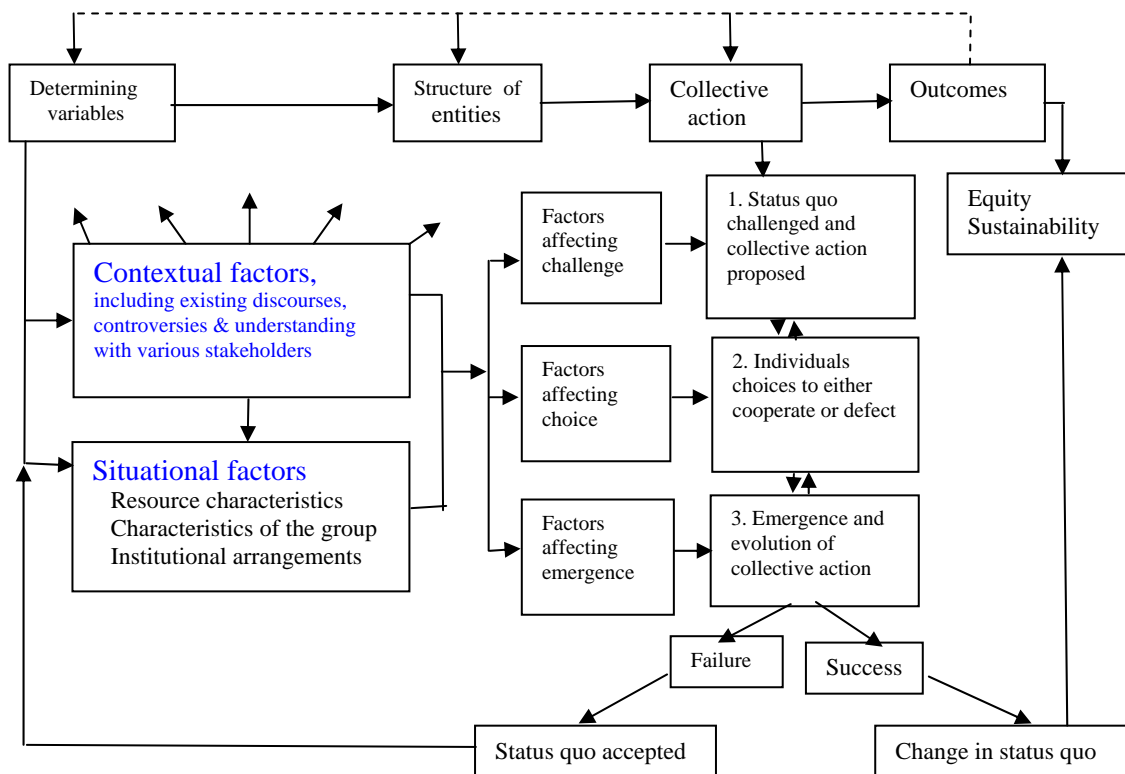 Determining
variables
Structure of
entities
Collective
action
Outcomes
Equity
Sustainability
Contextual factors,
including existing discourses,
controversies & understanding
with various stakeholders
Situational factors
Resource characteristics
Characteristics of the group
Institutional arrangements
Factors
affecting
challenge
Factors
affecting
choice
Factors
affecting
emergence
1. Status quo
challenged and
collective action
proposed
2. Individuals
choices to either
cooperate or defect
3. Emergence and
evolution of
collective action
Failure
Success
Status quo accepted
Change in status quo